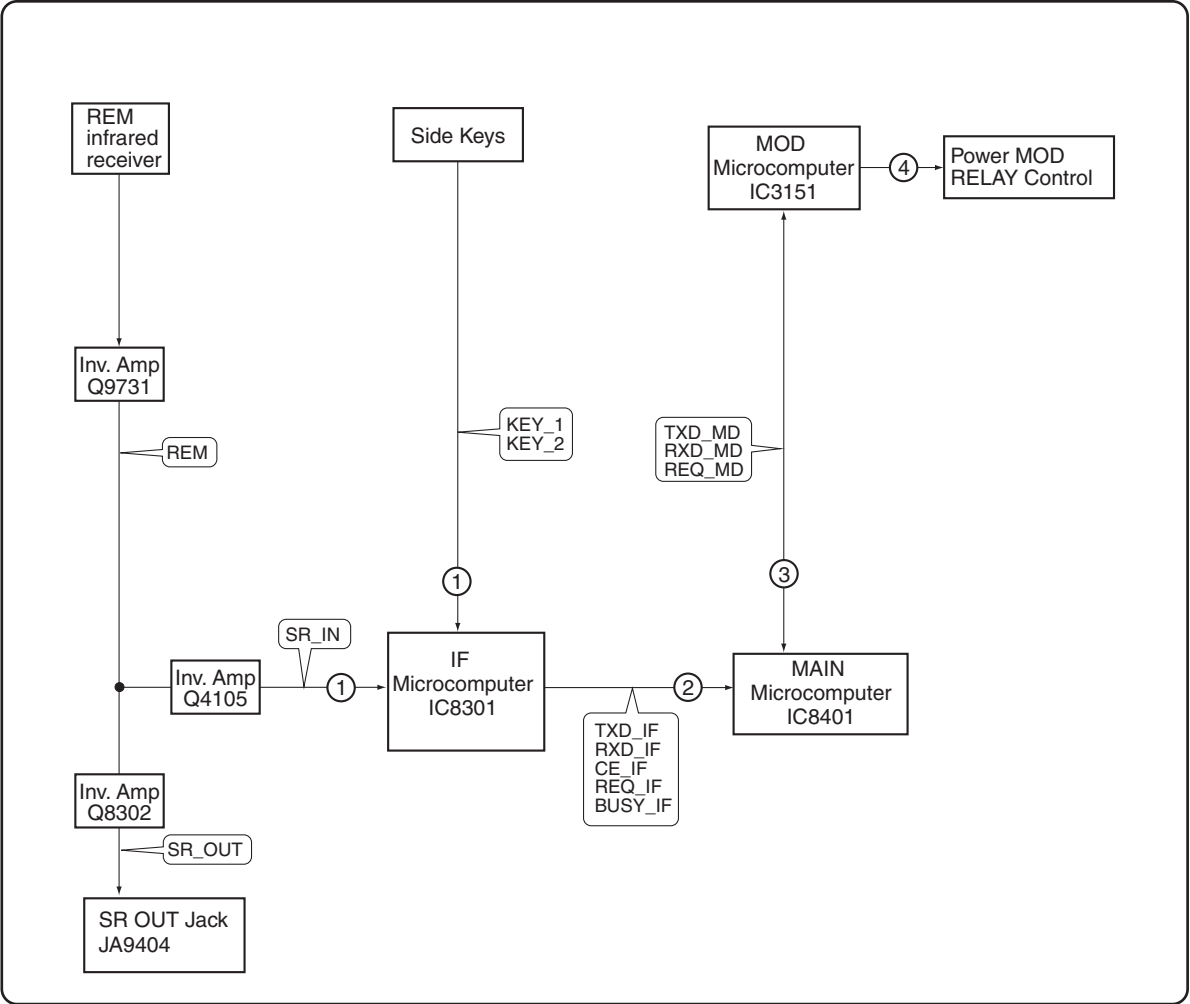 REM
infrared
receiver
Side Keys
MOD
Microcomputer
IC3151
4
Power MOD
RELAY Control
Inv. Amp
Q9731
REM
KEY_1
KEY_2
TXD_MD
RXD_MD
REQ_MD
1
3
SR_IN
Inv. Amp
Q4105
1
IF
Microcomputer
IC8301
2
MAIN
Microcomputer
IC8401
TXD_IF
RXD_IF
CE_IF
REQ_IF
BUSY_IF
Inv. Amp
Q8302
SR_OUT
SR OUT Jack
JA9404